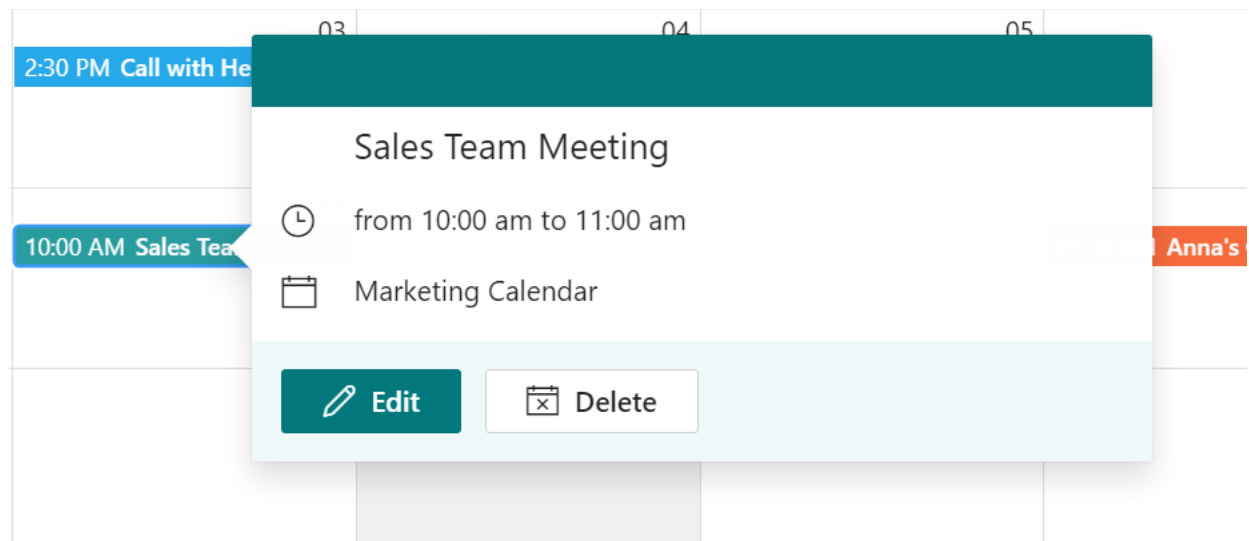 03
04
05
2:30 PM Call with He
Sales Team Meeting
from 10:00 am to 11:00 am
10:00 AM Sales Tea
Anna's
Marketing Calendar
Edit
Delete